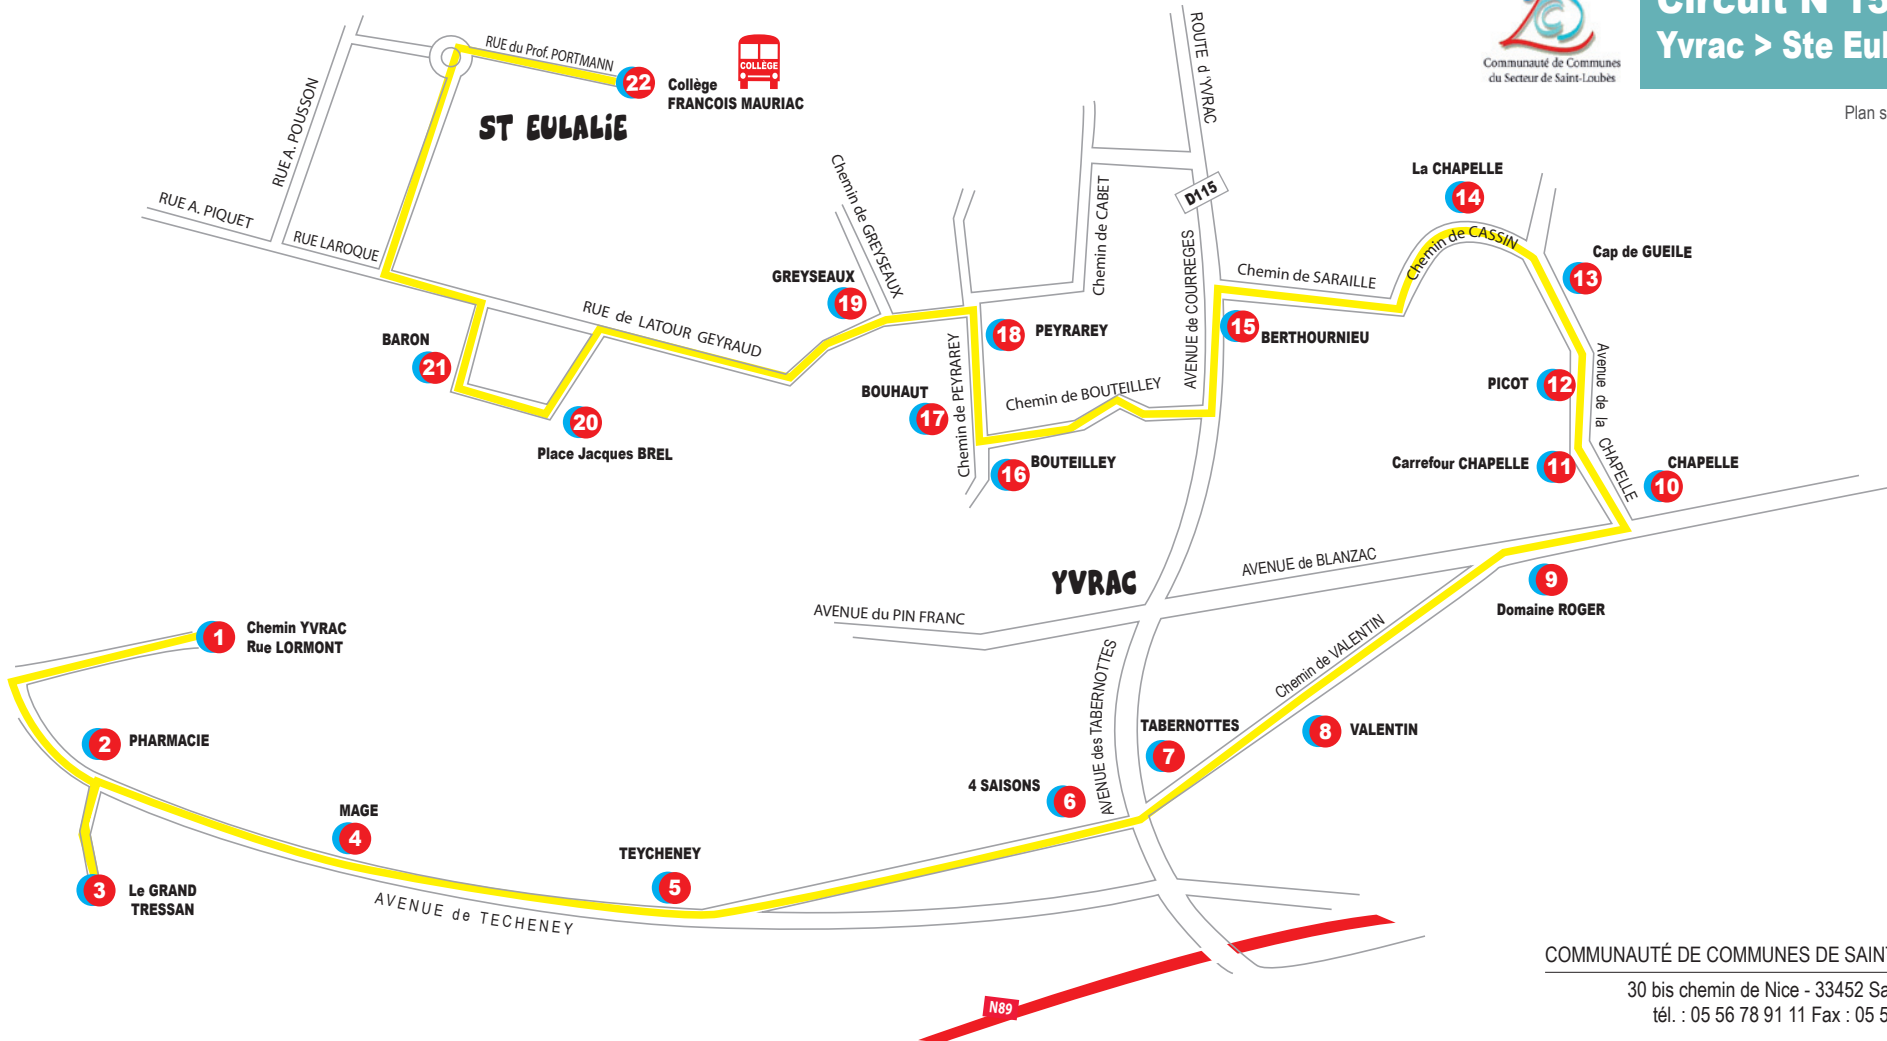 Circuit N°15
Yvrac > Ste Eul
Communauté de Communes
du Secteur de Saint-Loubès
Plan s
RUE du Prof. PORTMANN
COLLÈGE
22
Collège
FRANCOIS MAURIAC
ST EULALiE
RUE A. POUSSON
RUE A. PIQUET
RUE LAROQUE
ROUTE d'YVRAC
D115
Chemin de GREYSEAUX
Chemin de CABET
AVENUE de COURREGES
La CHAPELLE
14
Chemin de CASSIN
Cap de GUEILE
13
Chemin de SARAILLE
GREYSEAUX
19
RUE de LATOUR GEYRAUD
BARON
21
20
Place Jacques BREL
18
PEYRAREY
15
BERTHOURNIEU
BOUHAUT
17
Chemin de PEYRAREY
Chemin de BOUTEILLEY
16
BOUTEILLEY
PICOT
12
Avenue de la CHAPELLE
Carrefour CHAPELLE
11
CHAPELLE
10
YVRAC
AVENUE de BLANZAC
AVENUE du PIN FRANC
9
Domaine ROGER
1
Chemin YVRAC
Rue LORMONT
Chemin de VALENTIN
AVENUE des TABERNOTTES
2
PHARMACIE
TABERNOTTES
7
8
VALENTIN
4 SAISONS
6
MAGE
4
TEYCHENEY
5
3
Le GRAND
TRESSAN
AVENUE de TECHENEY
N89
COMMUNAUTÉ DE COMMUNES DE SAIN
30 bis chemin de Nice - 33452 Sa
tél. : 05 56 78 91 11 Fax : 05 5